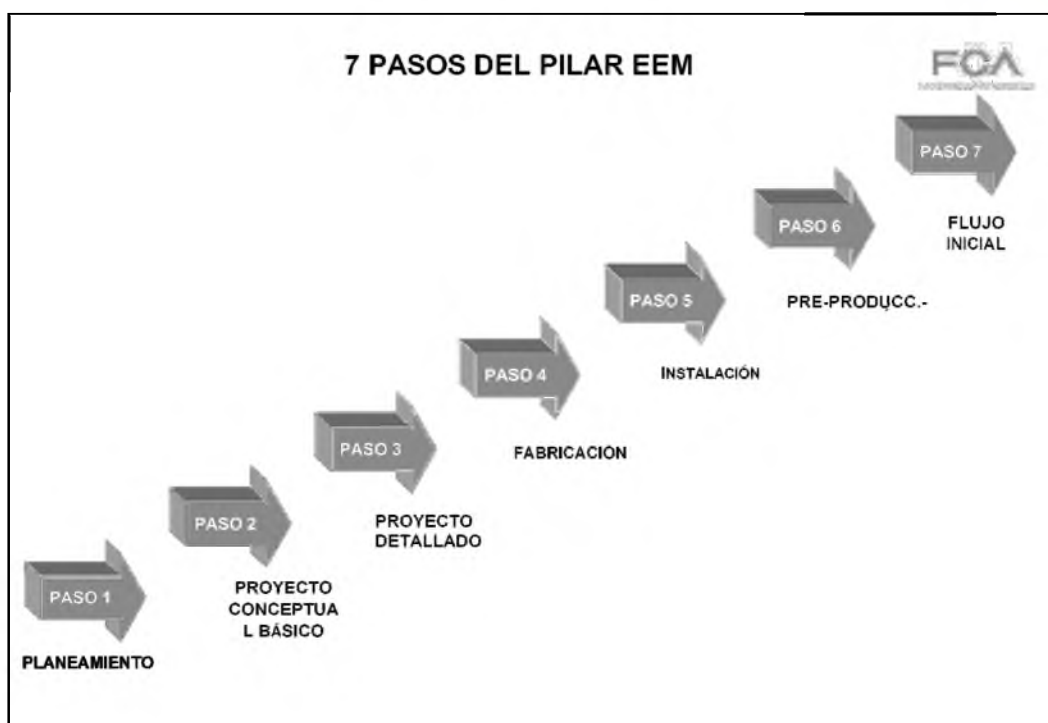 7 PASOS DEL PILAR EEM
FCA
PASO 7
FLUJO
INICIAL
PASO 6
PRE-PRODUCC.-
PASO 5
INSTALACIÓN
PASO 4
FABRICACIÓN
PASO 3
PROYECTO
DETALLADO
PASO 2
PROYECTO
CONCEPTUA
L BÁSICO
PASO 1
PLANEAMIENTO